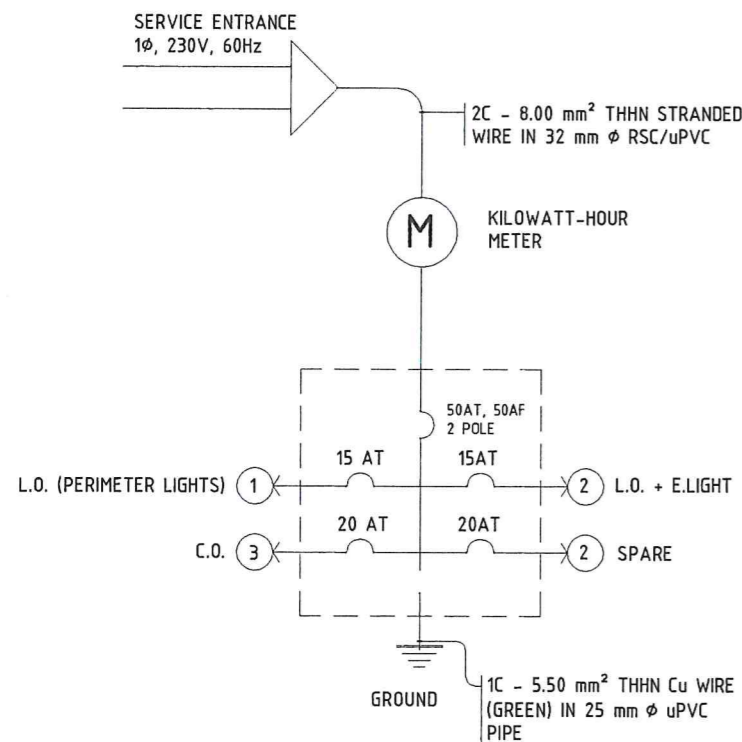 SERVICE ENTRANCE
1φ, 230V, 60Hz
2C - 8.00 mm² THHN STRANDED
WIRE IN 32 mm φ RSC/uPVC
M
KILOWATT-HOUR
METER
50AT, 50AF
2 POLE
15 AT
15AT
L.O. (PERIMETER LIGHTS)
1
2
L.O. + E.LIGHT
20 AT
20AT
C.O.
3
2
SPARE
GROUND
1C - 5.50 mm² THHN Cu WIRE
(GREEN) IN 25 mm φ uPVC
PIPE